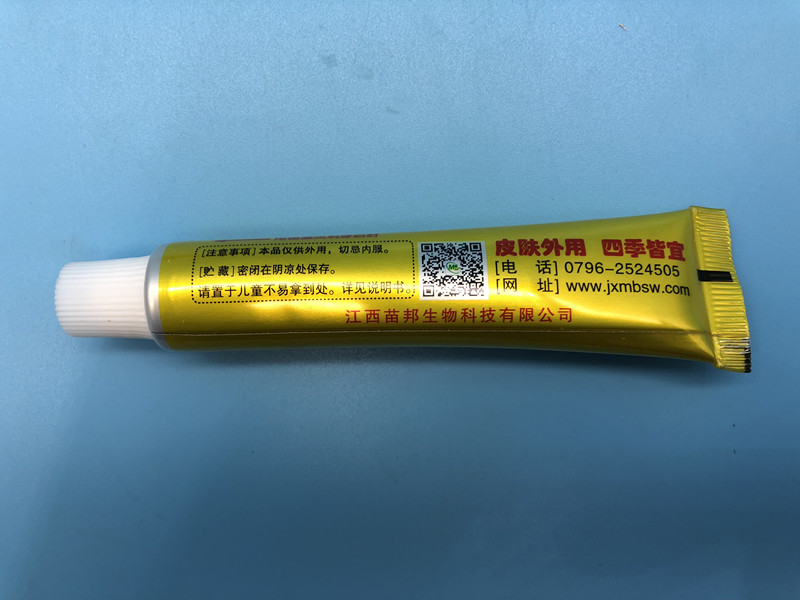 [注意事项] 本品仅供外用，切忌内服。
[贮 藏] 密闭在阴凉处保存。
请置于儿童不易拿到处。详见说明书。
皮肤外用 四季皆宜
[电 话] 0796-2524505
[网 址] www.jxmbsw.com
江西苗邦生物科技有限公司